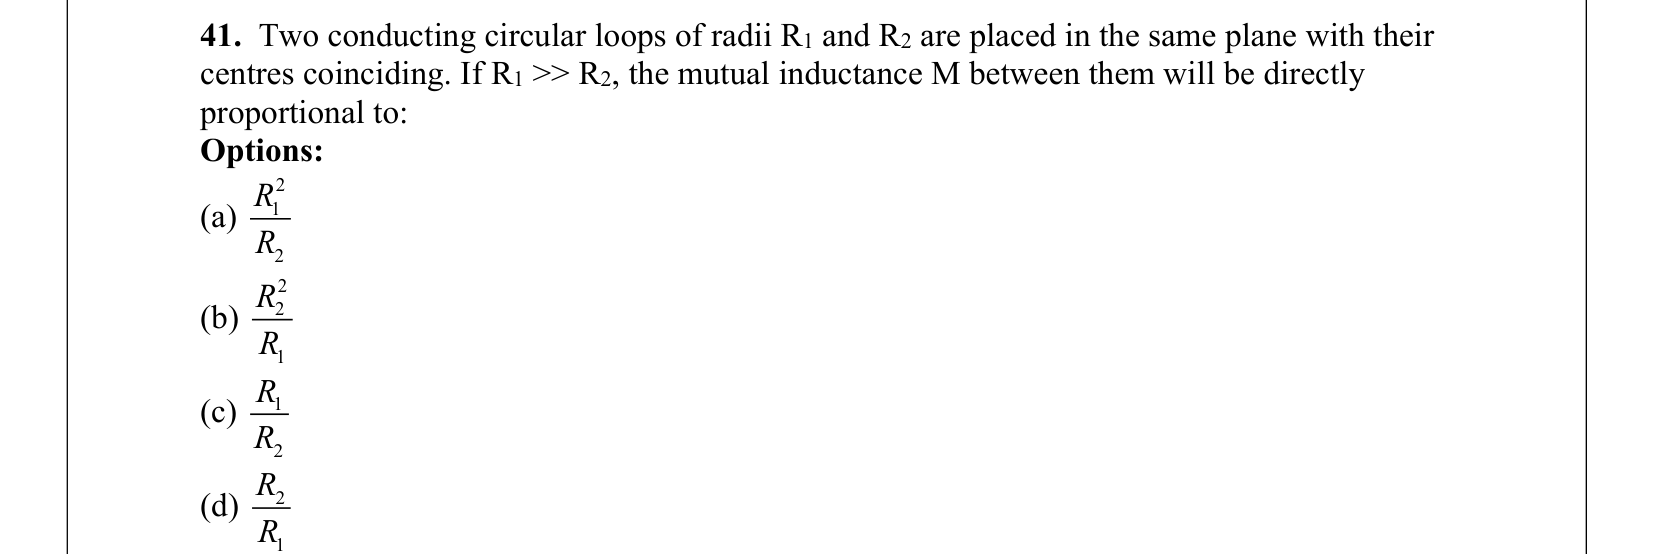 41. Two conducting circular loops of radii R₁ and R₂ are placed in the same plane with their
centres coinciding. If R₁ >> R₂, the mutual inductance M between them will be directly
proportional to:
Options:
(a) R₁²/R₂
(b) R₂²/R₁
(c) R₁/R₂
(d) R₂/R₁